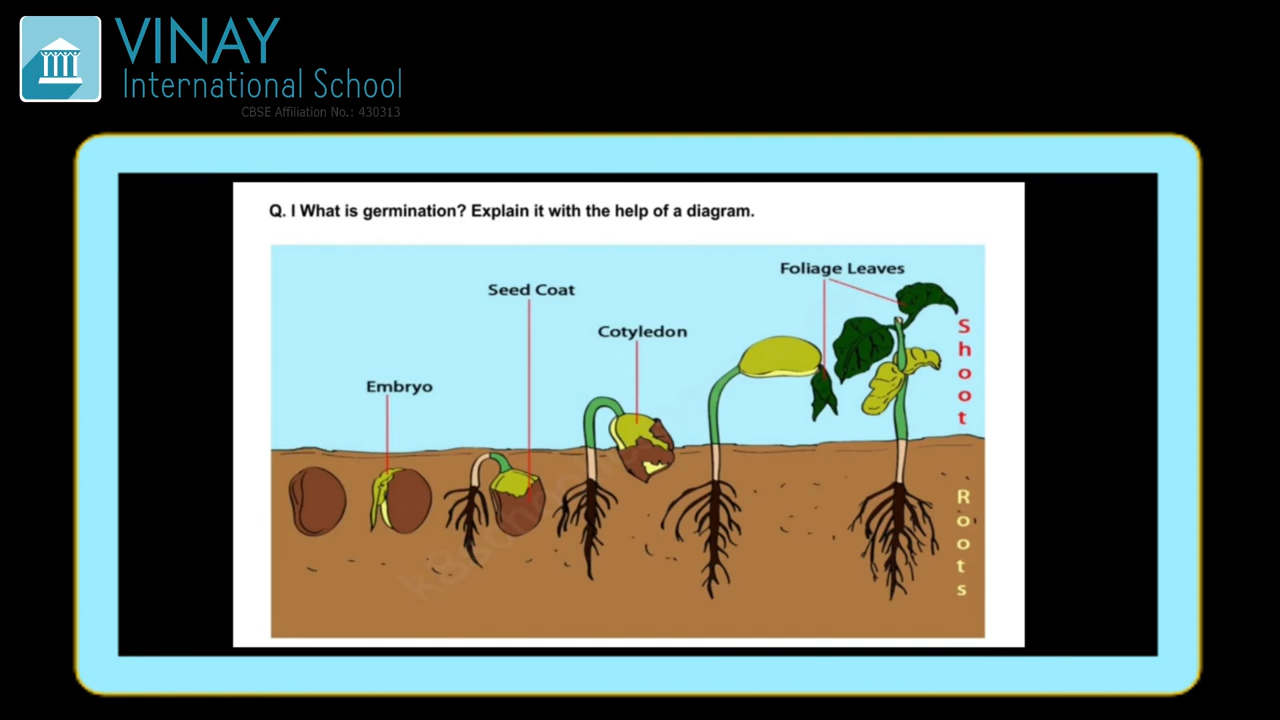 VINAY
International School
CBSE Affiliation No.: 430313
Q. I What is germination? Explain it with the help of a diagram.
Foliage Leaves
Seed Coat
Cotyledon
Embryo
Shoot
Roots